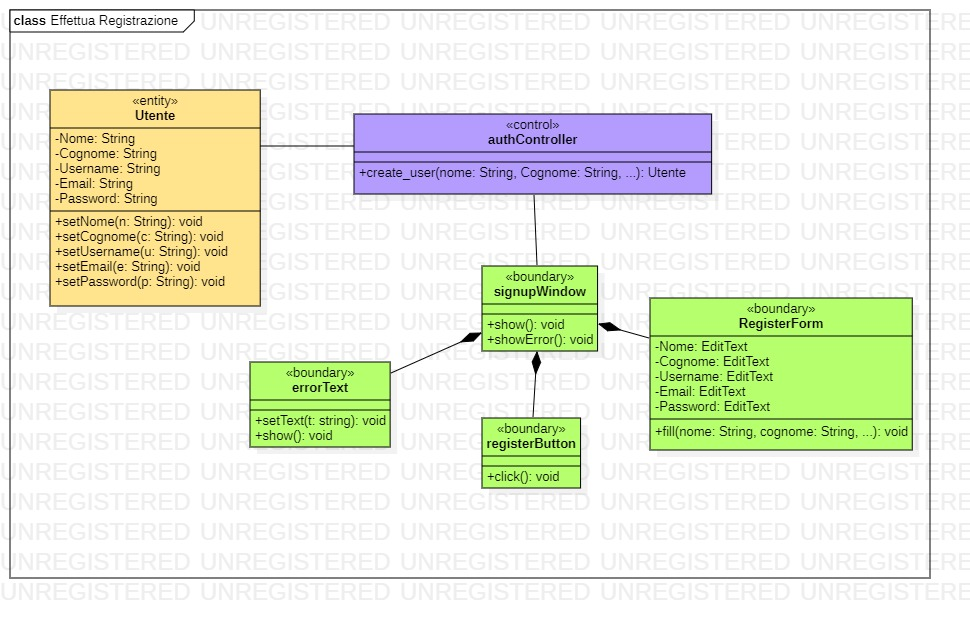 class Effettua Registrazione
«entity»
Utente
-Nome: String
-Cognome: String
-Username: String
-Email: String
-Password: String
+setNome(n: String): void
+setCognome(c: String): void
+setUsername(u: String): void
+setEmail(e: String): void
+setPassword(p: String): void
«control»
authController
+create_user(nome: String, Cognome: String, ...): Utente
«boundary»
signupWindow
+show(): void
+showError(): void
«boundary»
RegisterForm
-Nome: EditText
-Cognome: EditText
-Username: EditText
-Email: EditText
-Password: EditText
+fill(nome: String, cognome: String, ...): void
«boundary»
errorText
+setText(t: string): void
+show(): void
«boundary»
registerButton
+click(): void
UNREGISTERED UNREGISTERED UNREGISTERED UNREGISTERED UNREGISTERED